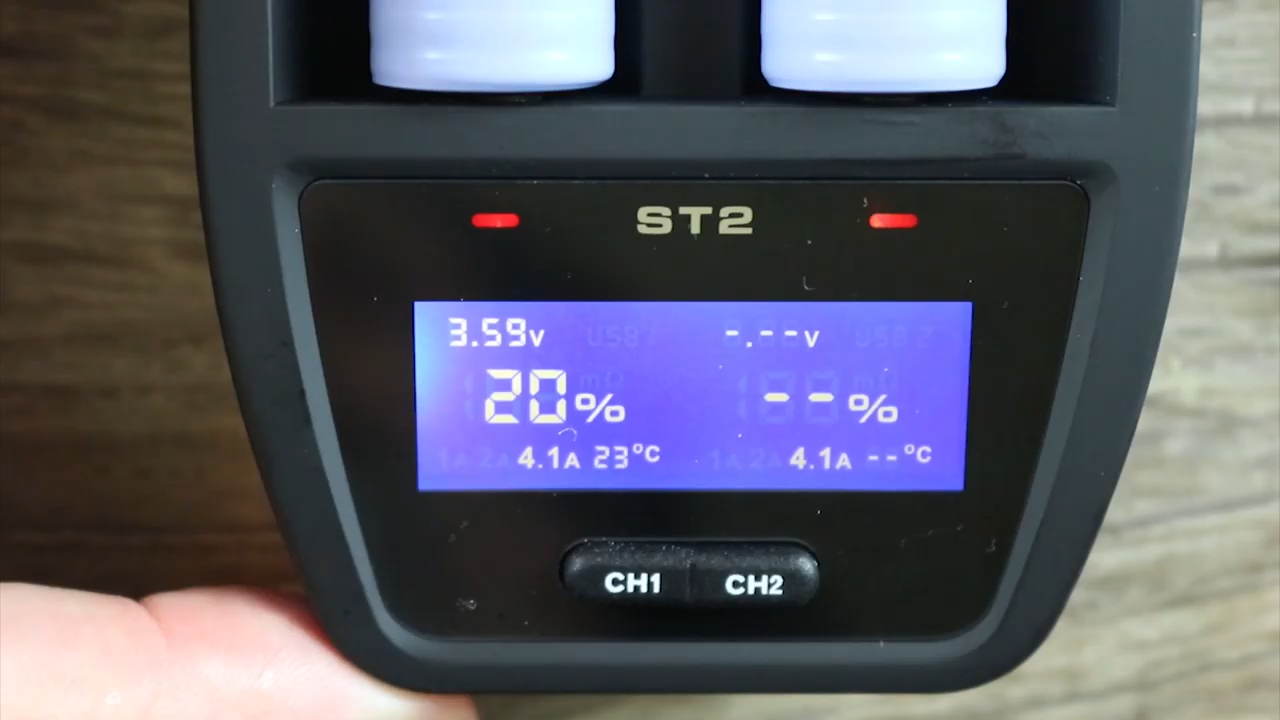 ST2
3.59V -.--V
20% --%
4.1A 23°C 4.1A --°C
CH1 CH2